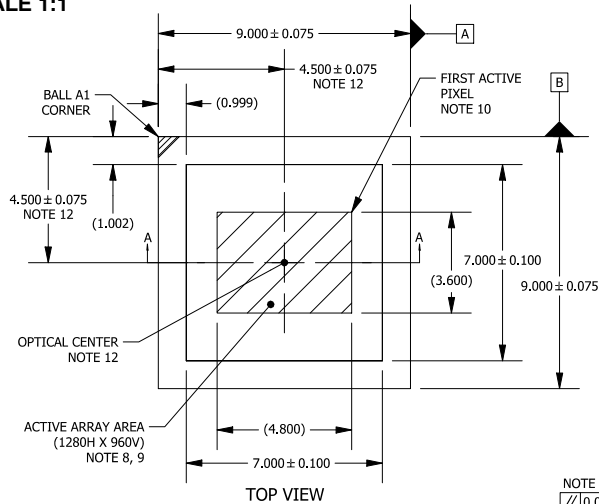 ALE 1:1
9.000 ± 0.075
A
4.500 ± 0.075
NOTE 12
BALL A1
CORNER
(0.999)
FIRST ACTIVE
PIXEL
NOTE 10
B
4.500 ± 0.075
NOTE 12
(1.002)
A
A
(3.600)
7.000 ± 0.100
9.000 ± 0.075
OPTICAL CENTER
NOTE 12
ACTIVE ARRAY AREA
(1280H X 960V)
NOTE 8, 9
(4.800)
7.000 ± 0.100
TOP VIEW
NOTE
// 0.0